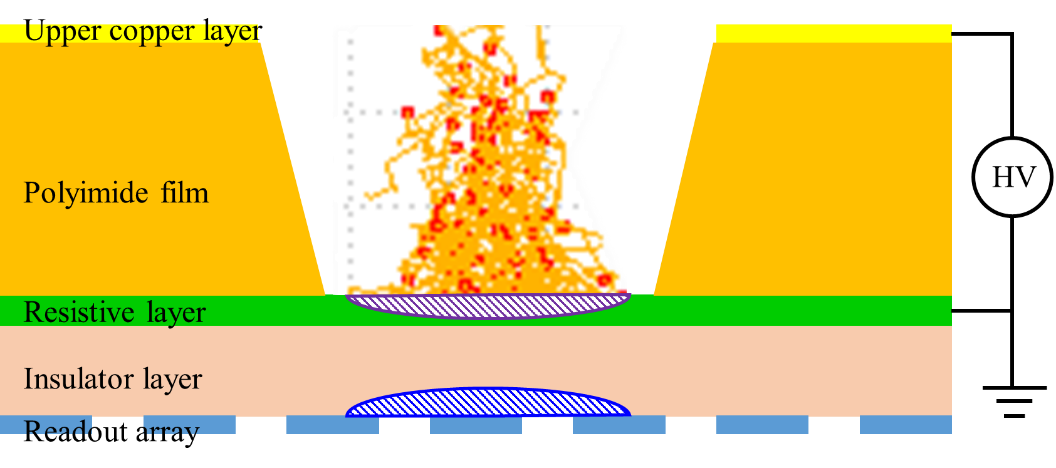 Upper copper layer
Polyimide film
HV
Resistive layer
Insulator layer
Readout array